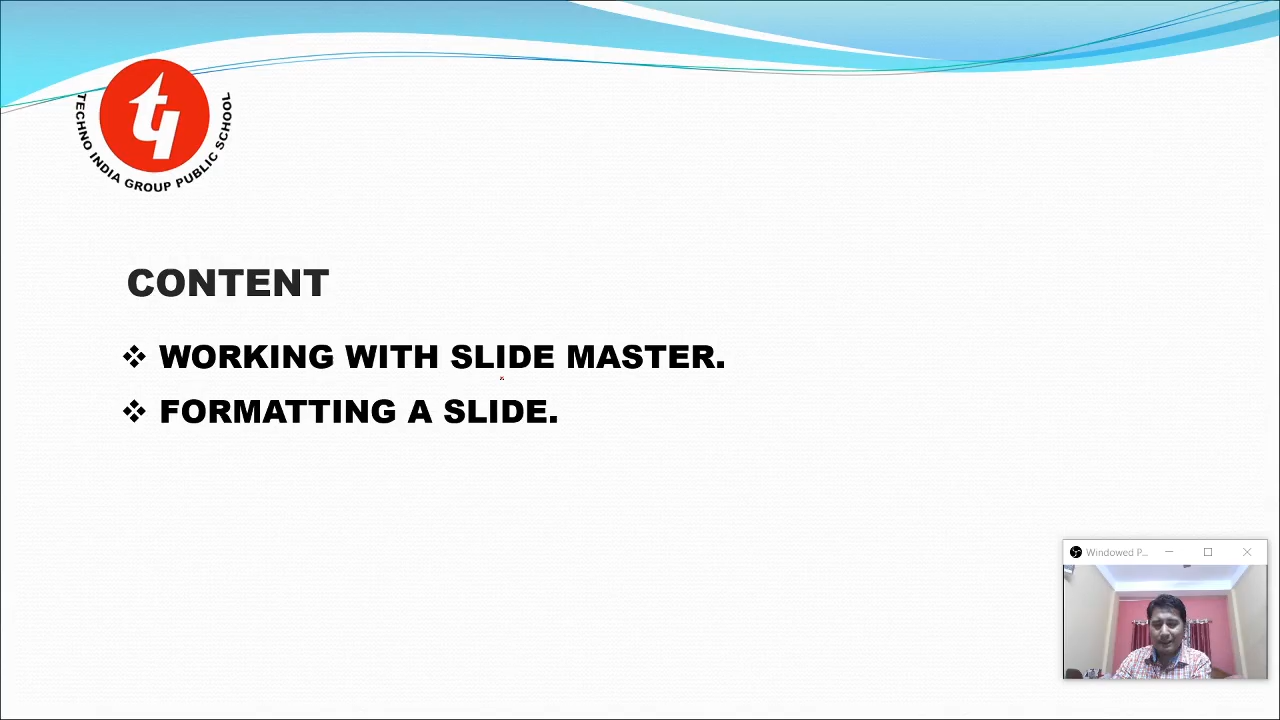 TECHNO INDIA GROUP PUBLIC SCHOOL
CONTENT
❖ WORKING WITH SLIDE MASTER.
❖ FORMATTING A SLIDE.
Windowed P...